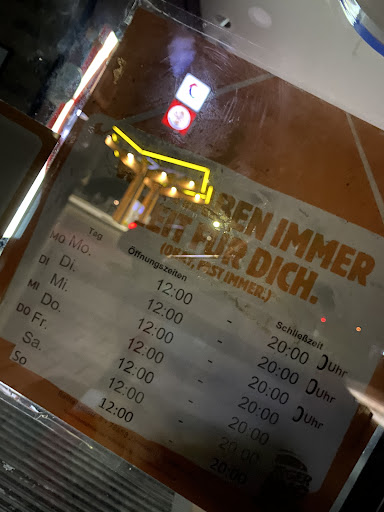 BEN IMMER
ZEIT FÜR DICH.
(OKAY, FAST IMMER.)
Tag Öffnungszeiten Schließzeit
MO Mo. 12:00 - 20:00 Uhr
DI Di. 12:00 - 20:00 Uhr
MI Mi. 12:00 - 20:00 Uhr
DO Do. 12:00 - 20:00
Fr. 12:00 - 20:00
Sa. 12:00 - 20:00
So 12:00 - 20:00